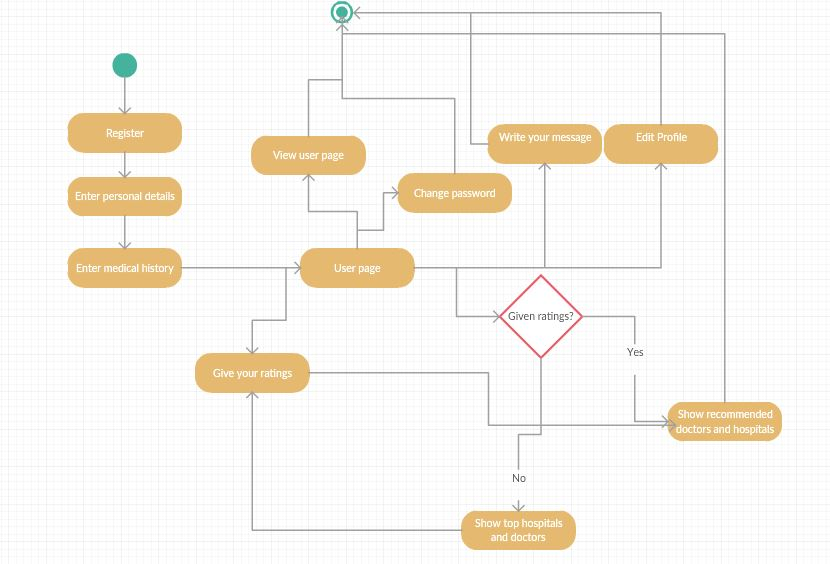 Register
Enter personal details
Enter medical history
View user page
Change password
Write your message
Edit Profile
User page
Given ratings?
Yes
Give your ratings
Show recommended
doctors and hospitals
No
Show top hospitals
and doctors